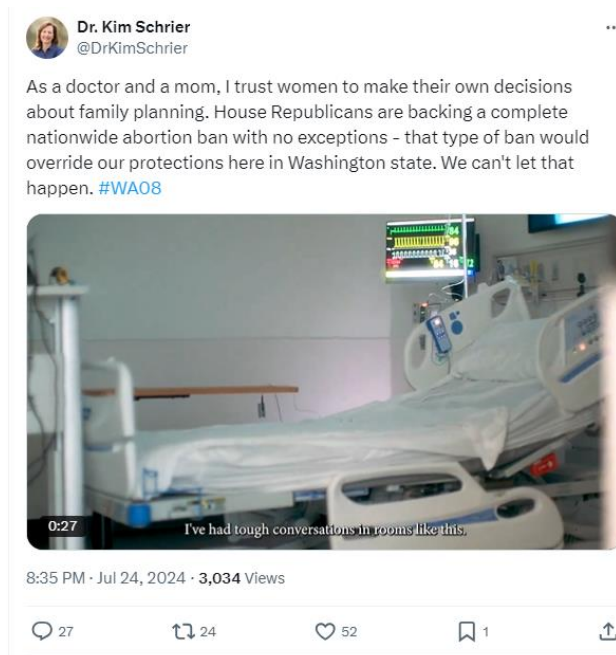 Dr. Kim Schrier
@DrKimSchrier
As a doctor and a mom, I trust women to make their own decisions
about family planning. House Republicans are backing a complete
nationwide abortion ban with no exceptions - that type of ban would
override our protections here in Washington state. We can't let that
happen. #WA08
0:27
I've had tough conversations in rooms like this.
8:35 PM · Jul 24, 2024 · 3,034 Views
27 24 52 1